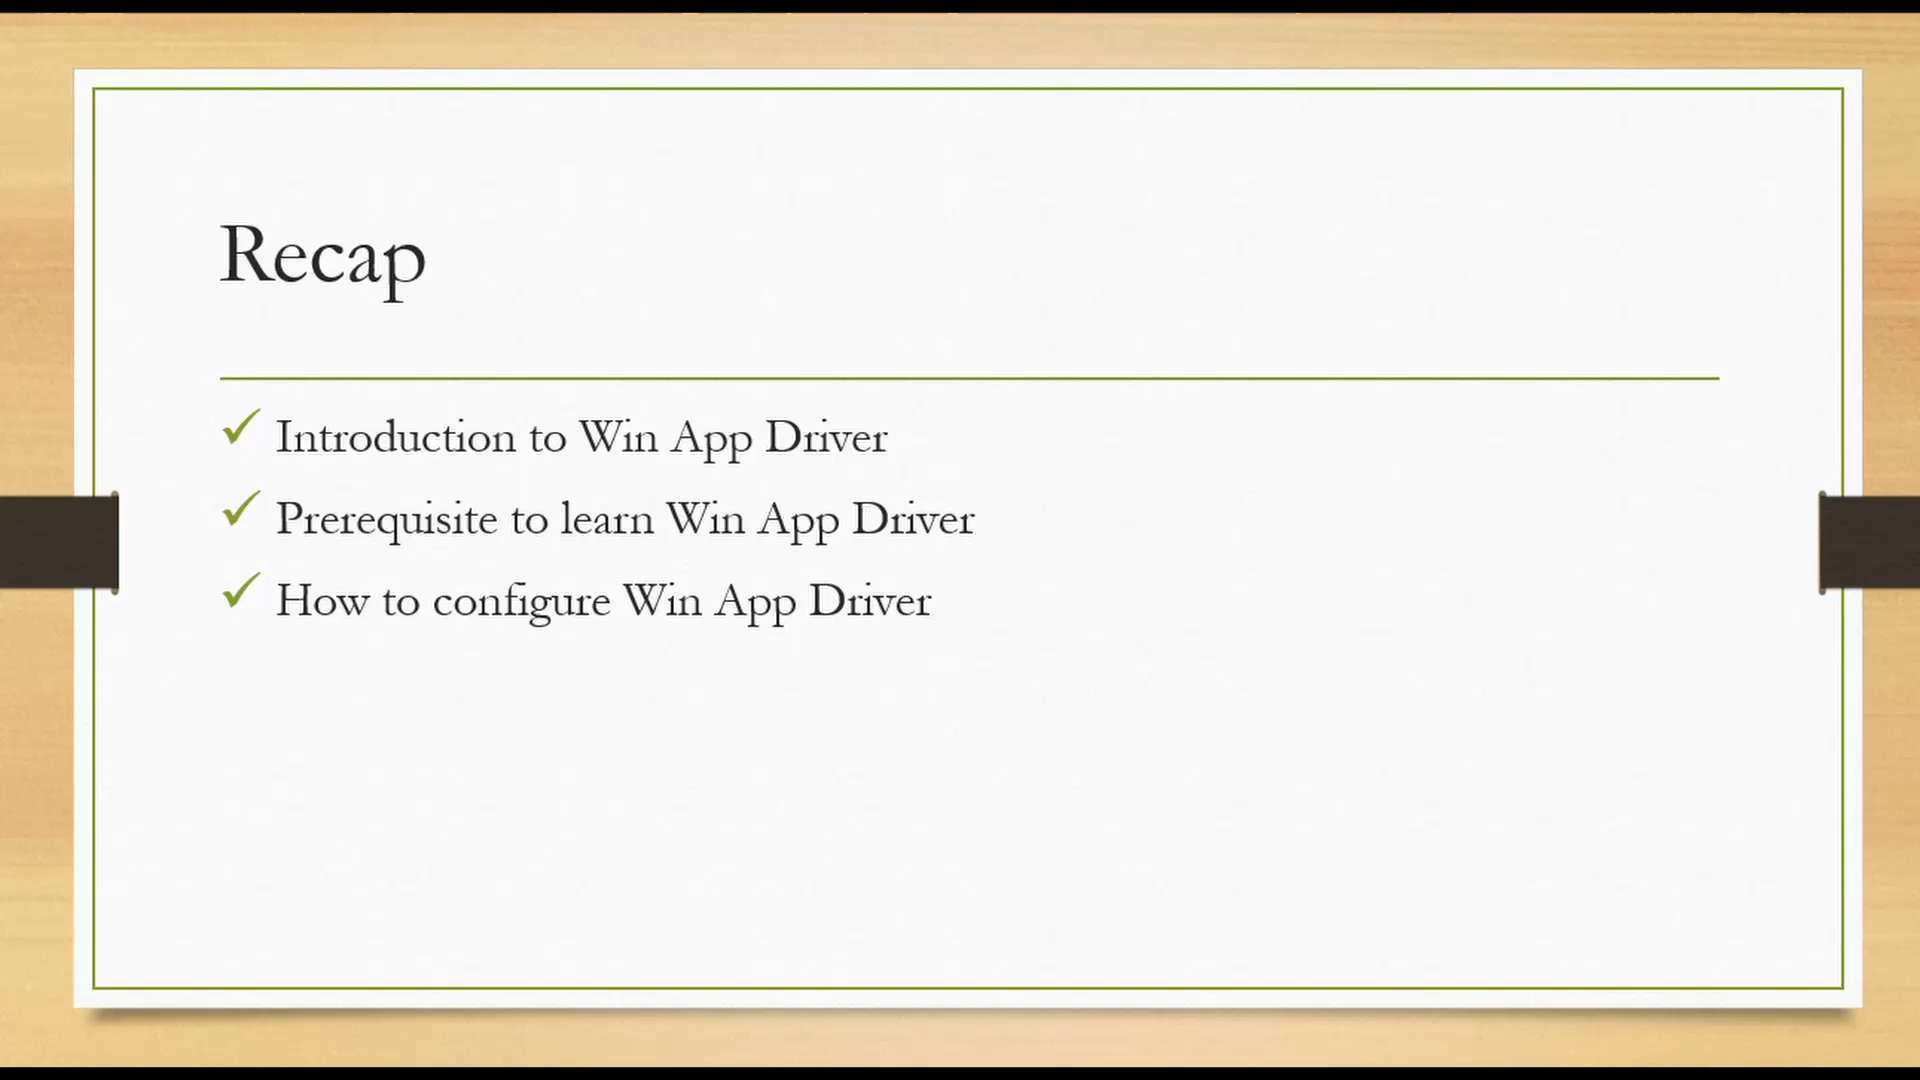 Recap
Introduction to Win App Driver
Prerequisite to learn Win App Driver
How to configure Win App Driver